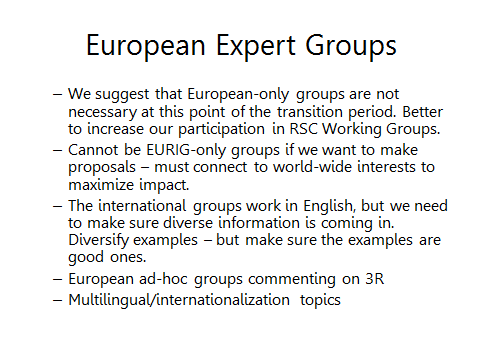 European Expert Groups
– We suggest that European-only groups are not
necessary at this point of the transition period. Better
to increase our participation in RSC Working Groups.
– Cannot be EURIG-only groups if we want to make
proposals – must connect to world-wide interests to
maximize impact.
– The international groups work in English, but we need
to make sure diverse information is coming in.
Diversify examples – but make sure the examples are
good ones.
– European ad-hoc groups commenting on 3R
– Multilingual/internationalization topics